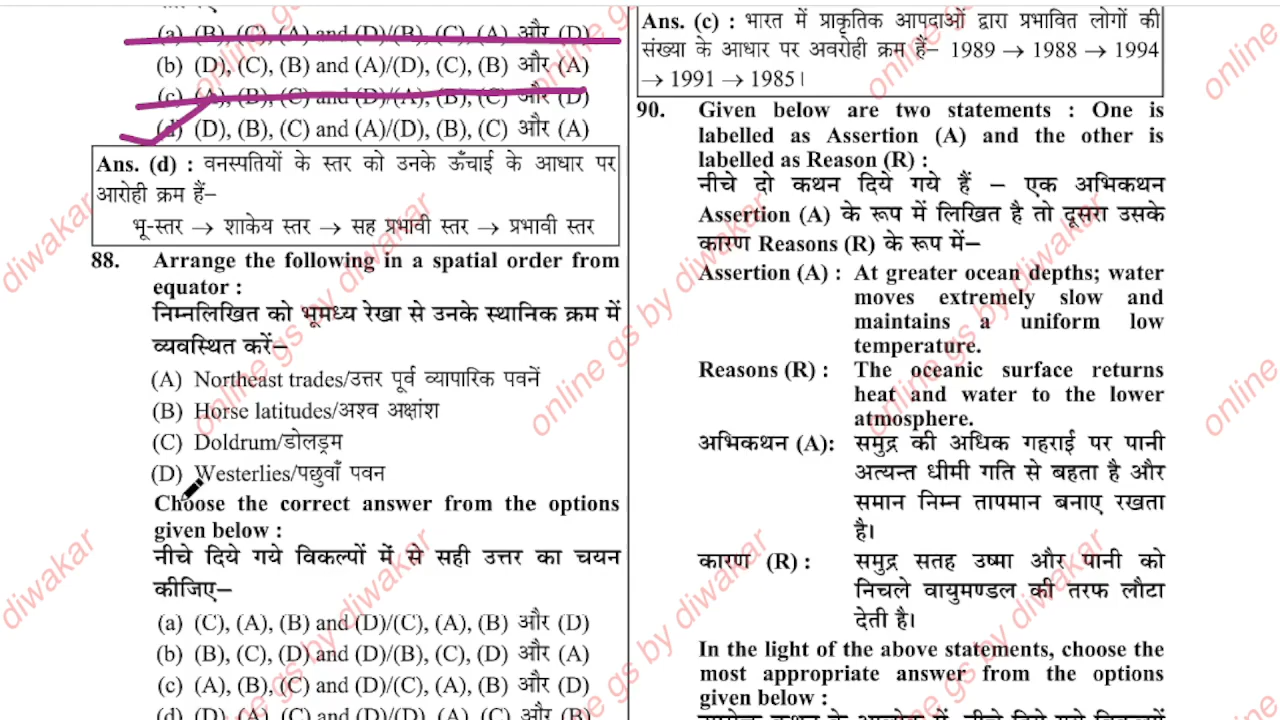 (a) (B), (C), (A) and (D)/(B), (C), (A) और (D)
(b) (D), (C), (B) and (A)/(D), (C), (B) और (A)
(c) (A), (B), (C) and (D)/(A), (B), (C) और (D)
(d) (D), (B), (C) and (A)/(D), (B), (C) और (A)
Ans. (d) : वनस्पतियों के स्तर को उनके ऊँचाई के आधार पर
आरोही क्रम हैं–
भू-स्तर → शाकेय स्तर → सह प्रभावी स्तर → प्रभावी स्तर
88. Arrange the following in a spatial order from
equator :
निम्नलिखित को भूमध्य रेखा से उनके स्थानिक क्रम में
व्यवस्थित करें–
(A) Northeast trades/उत्तर पूर्व व्यापारिक पवनें
(B) Horse latitudes/अश्व अक्षांश
(C) Doldrum/डोलड्रम
(D) Westerlies/पछुवाँ पवन
Choose the correct answer from the options
given below :
नीचे दिये गये विकल्पों में से सही उत्तर का चयन
कीजिए–
(a) (C), (A), (B) and (D)/(C), (A), (B) और (D)
(b) (B), (C), (D) and (D)/(B), (C), (D) और (A)
(c) (A), (B), (C) and (D)/(C), (A), (B) और (D)
(d) (D), (A), (C) and (D)/(D), (A), (C) और (B)
Ans. (c) : भारत में प्राकृतिक आपदाओं द्वारा प्रभावित लोगों की
संख्या के आधार पर अवरोही क्रम हैं– 1989 → 1988 → 1994
→ 1991 → 1985।
90. Given below are two statements : One is
labelled as Assertion (A) and the other is
labelled as Reason (R) :
नीचे दो कथन दिये गये हैं – एक अभिकथन
Assertion (A) के रूप में लिखित है तो दूसरा उसके
कारण Reasons (R) के रूप में–
Assertion (A) : At greater ocean depths; water
moves extremely slow and
maintains a uniform low
temperature.
Reasons (R) : The oceanic surface returns
heat and water to the lower
atmosphere.
अभिकथन (A): समुद्र की अधिक गहराई पर पानी
अत्यन्त धीमी गति से बहता है और
समान निम्न तापमान बनाए रखता
है।
कारण (R) : समुद्र सतह उष्मा और पानी को
निचले वायुमण्डल की तरफ लौटा
देती है।
In the light of the above statements, choose the
most appropriate answer from the options
given below :
online gs by diwakar